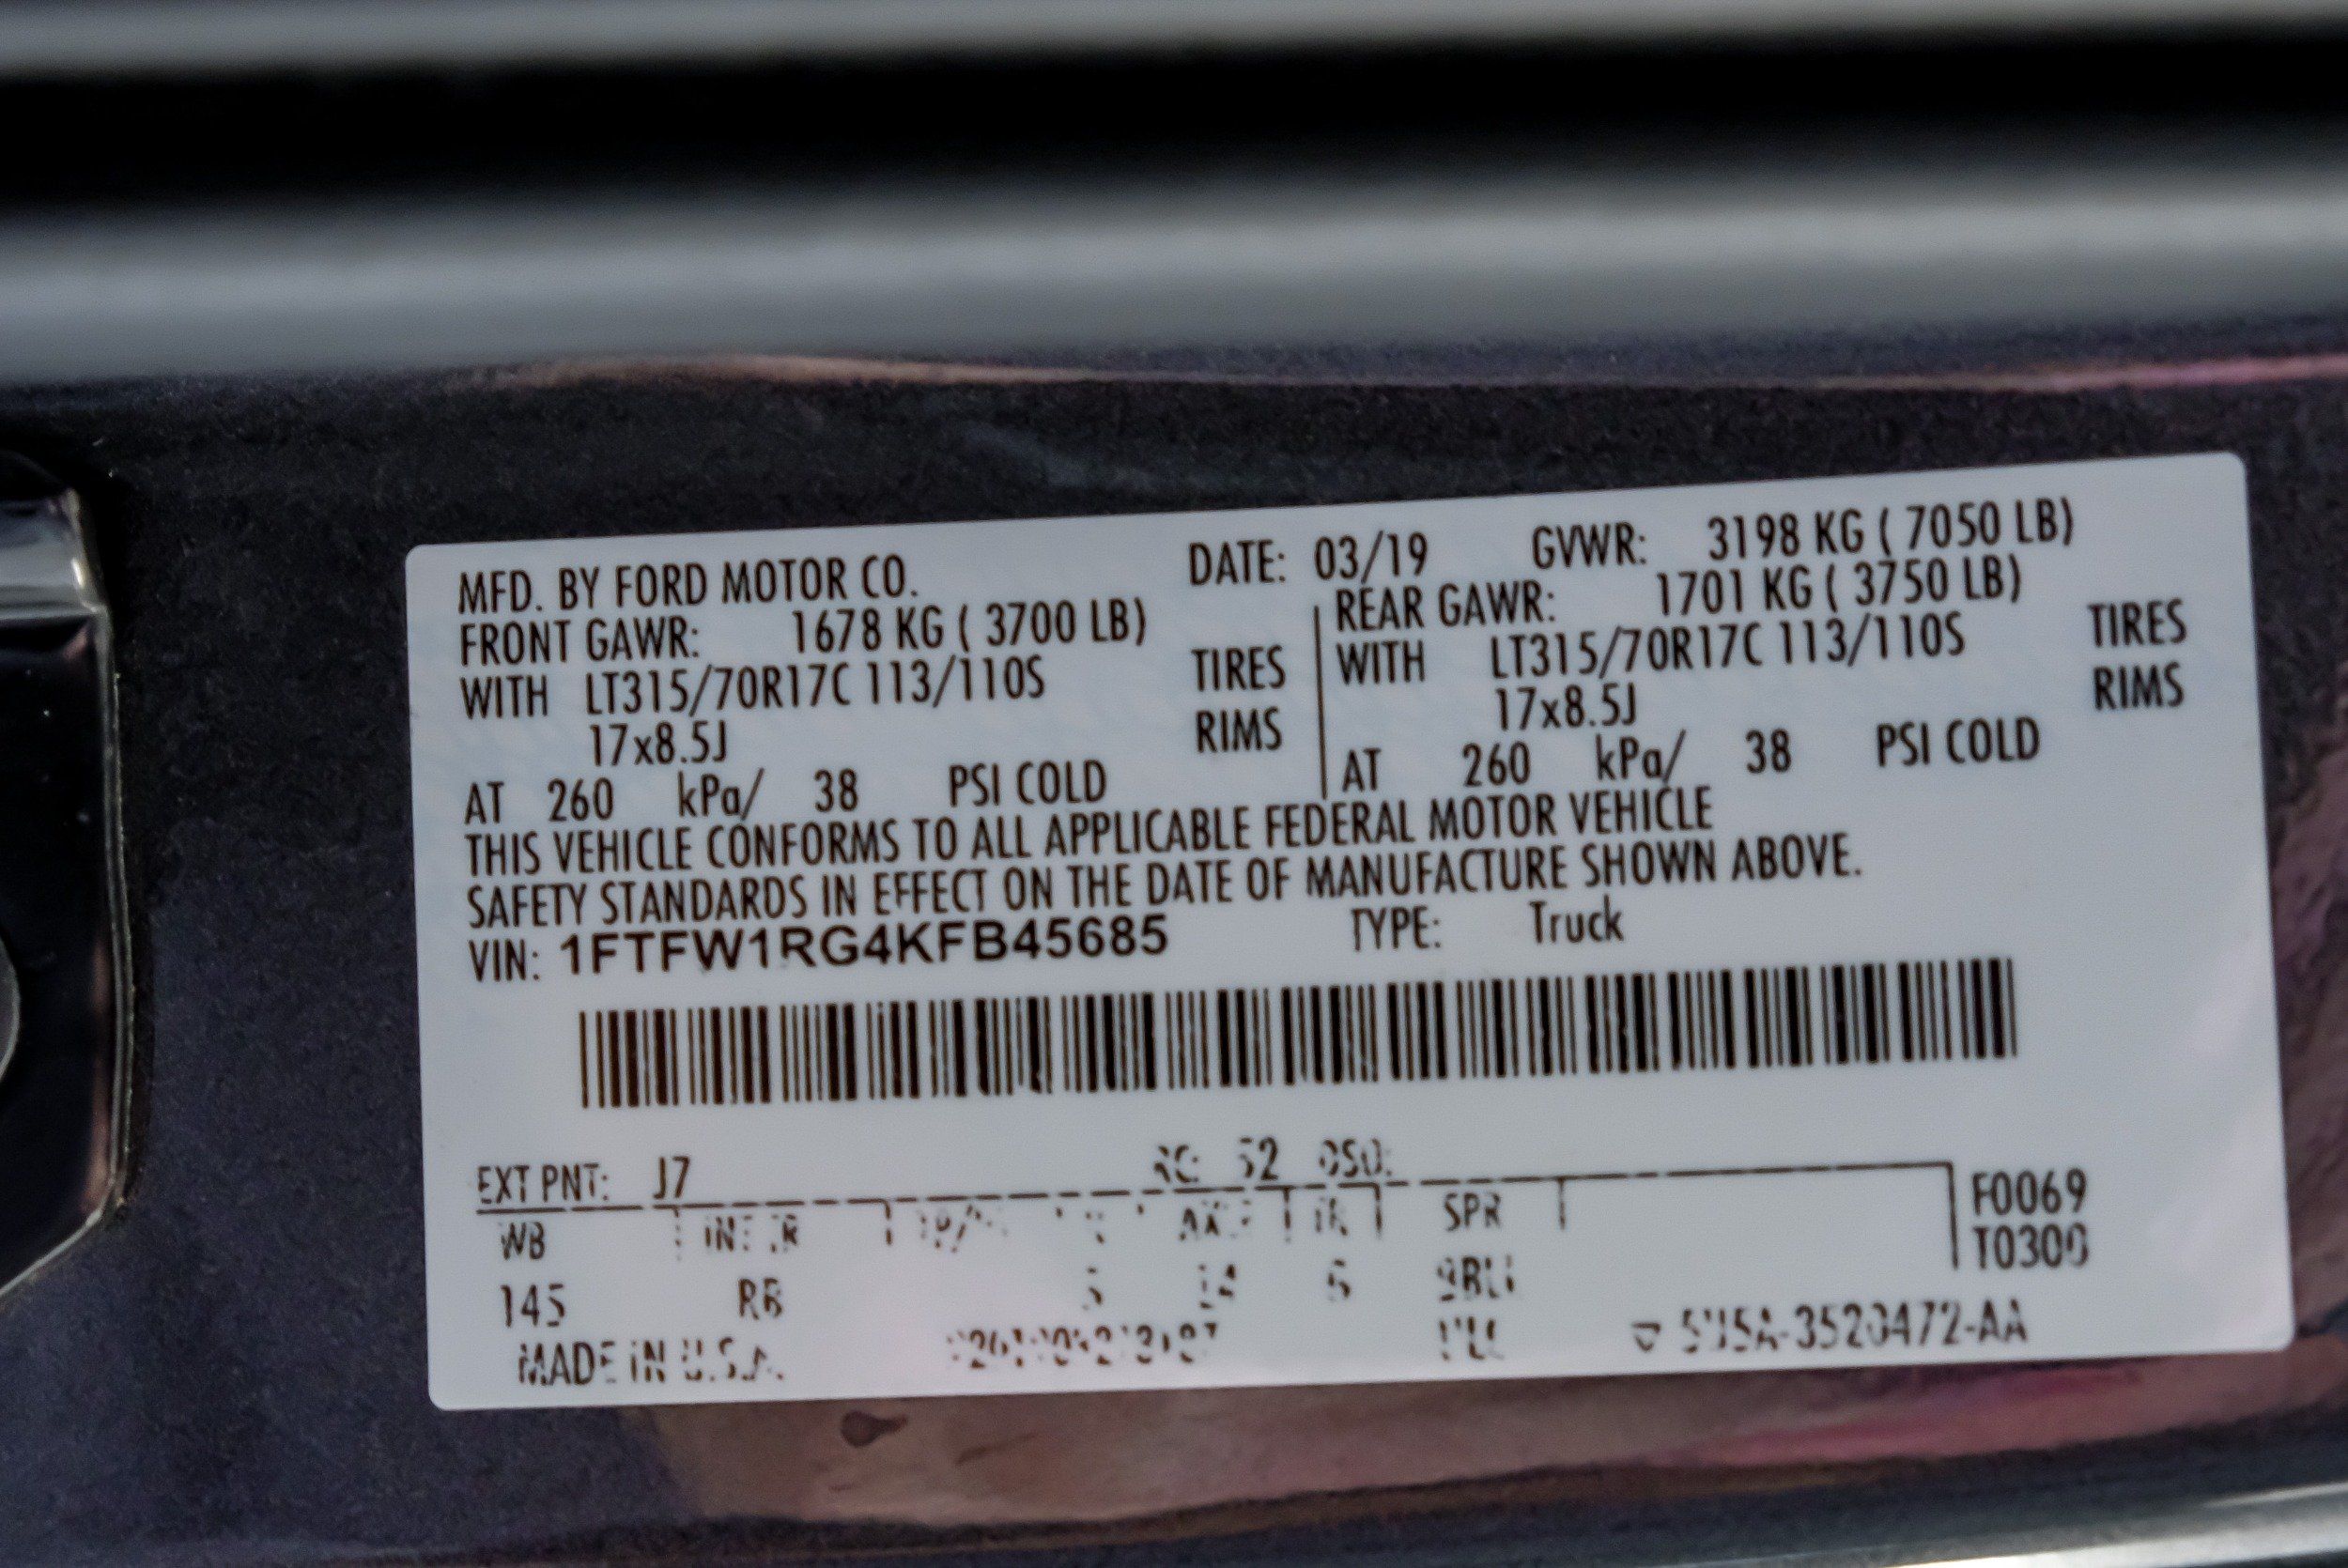 MFD. BY FORD MOTOR CO. DATE: 03/19 GVWR: 3198 KG ( 7050 LB)
FRONT GAWR: 1678 KG ( 3700 LB) REAR GAWR: 1701 KG ( 3750 LB)
WITH LT315/70R17C 113/110S TIRES WITH LT315/70R17C 113/110S TIRES
17x8.5J RIMS 17x8.5J RIMS
AT 260 kPa/ 38 PSI COLD AT 260 kPa/ 38 PSI COLD
THIS VEHICLE CONFORMS TO ALL APPLICABLE FEDERAL MOTOR VEHICLE
SAFETY STANDARDS IN EFFECT ON THE DATE OF MANUFACTURE SHOWN ABOVE.
VIN: 1FTFW1RG4KFB45685 TYPE: Truck
EXT PNT: J7 52 DSO: F0069
WB SPR T0300
145 RB
MADE IN U.S.A.